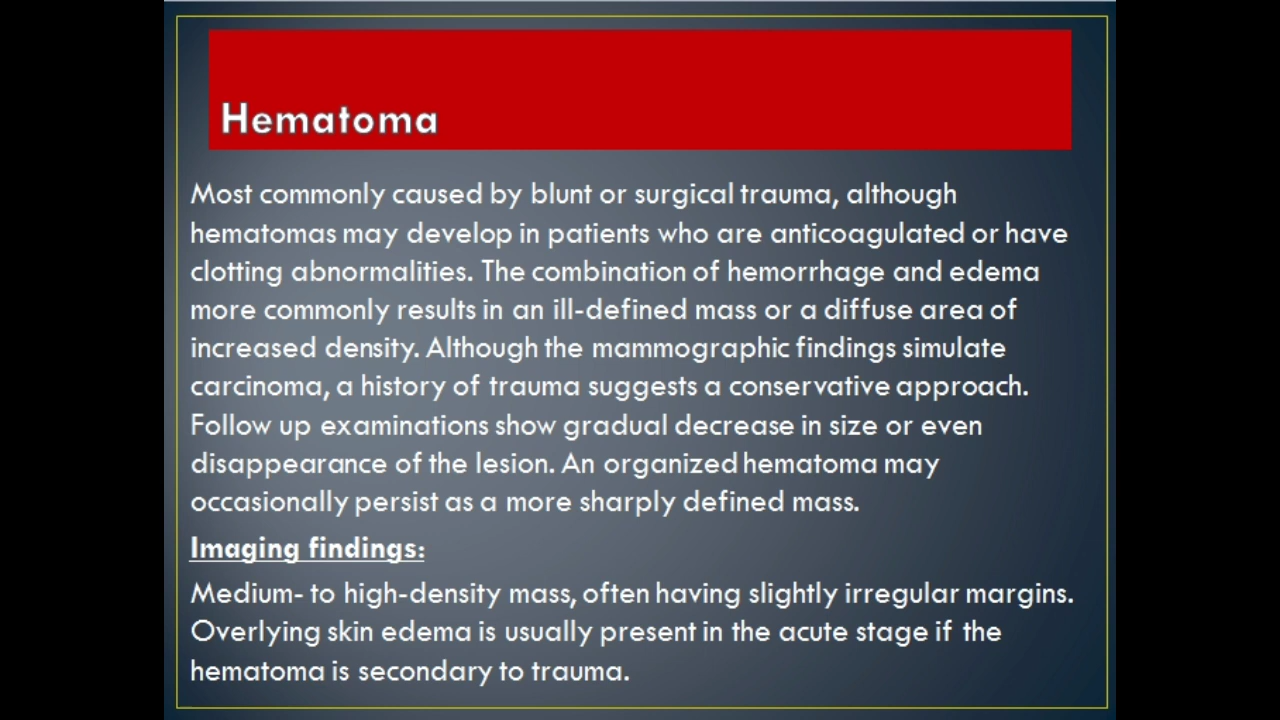 Hematoma
Most commonly caused by blunt or surgical trauma, although
hematomas may develop in patients who are anticoagulated or have
clotting abnormalities. The combination of hemorrhage and edema
more commonly results in an ill-defined mass or a diffuse area of
increased density. Although the mammographic findings simulate
carcinoma, a history of trauma suggests a conservative approach.
Follow up examinations show gradual decrease in size or even
disappearance of the lesion. An organized hematoma may
occasionally persist as a more sharply defined mass.
Imaging findings:
Medium- to high-density mass, often having slightly irregular margins.
Overlying skin edema is usually present in the acute stage if the
hematoma is secondary to trauma.